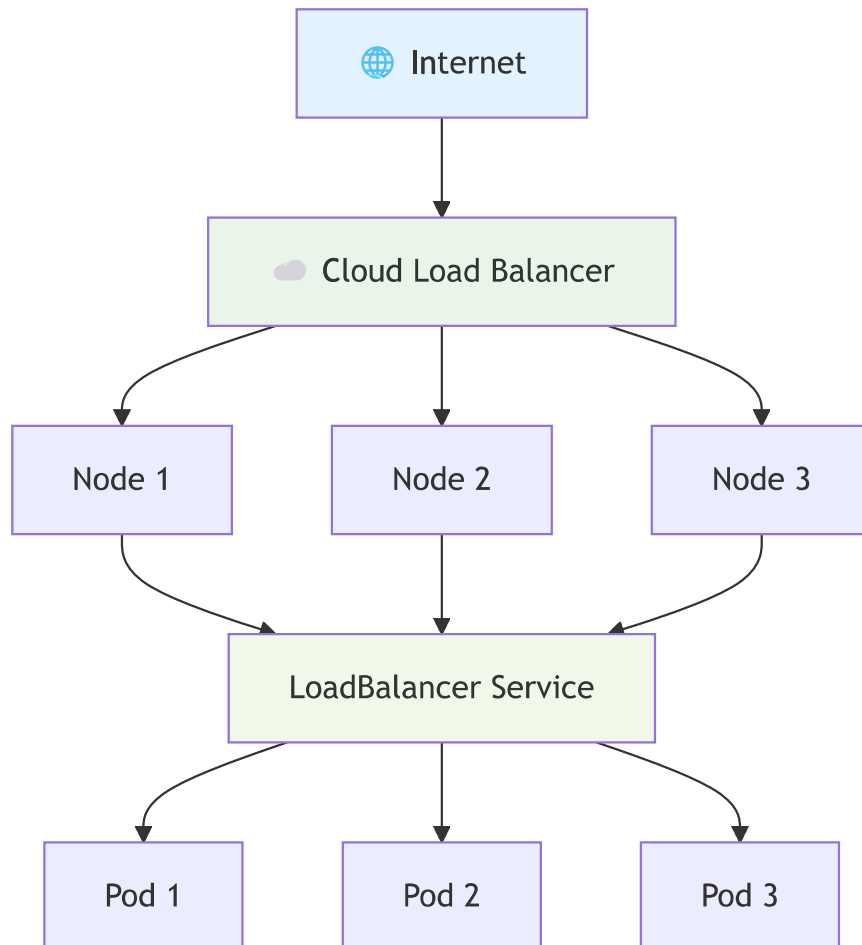 🌐 Internet
☁ Cloud Load Balancer
Node 1
Node 2
Node 3
LoadBalancer Service
Pod 1
Pod 2
Pod 3